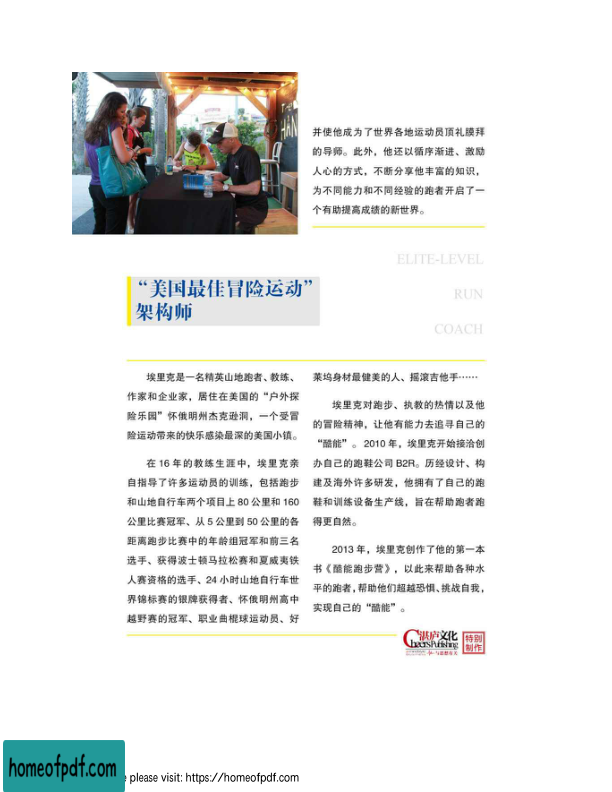 并使他成为了世界各地运动员顶礼膜拜
的导师。此外，他还以循序渐进、激励
人心的方式，不断分享他丰富的知识，
为不同能力和不同经验的跑者开启了一
个有助提高成绩的新世界。
ELITE-LEVEL
RUN
COACH
“美国最佳冒险运动”
架构师
埃里克是一名精英山地跑者、教练、
作家和企业家，居住在美国的“户外探
险乐园”怀俄明州杰克逊洞，一个受冒
险运动带来的快乐感染最深的美国小镇。
在 16 年的教练生涯中，埃里克亲
自指导了许多运动员的训练，包括跑步
和山地自行车两个项目上 80 公里和 160
公里比赛冠军、从 5 公里到 50 公里的各
距离跑步比赛中的年龄组冠军和前三名
选手、获得波士顿马拉松赛和夏威夷铁
人赛资格的选手、24 小时山地自行车世
界锦标赛的银牌获得者、怀俄明州高中
越野赛的冠军、职业曲棍球运动员、好
莱坞身材最健美的人、摇滚吉他手……
埃里克对跑步、执教的热情以及他
的冒险精神，让他有能力去追寻自己的
“酷能”。2010 年，埃里克开始接洽创
办自己的跑鞋公司 B2R。历经设计、构
建及海外许多研发，他拥有了自己的跑
鞋和训练设备生产线，旨在帮助跑者跑
得更自然。
2013 年，埃里克创作了他的第一本
书《酷能跑步营》，以此来帮助各种水
平的跑者，帮助他们超越恐惧、挑战自我，
实现自己的“酷能”。
湛庐文化
Cheers Publishing
特别
制作
homeofpdf.com
please visit: https://homeofpdf.com